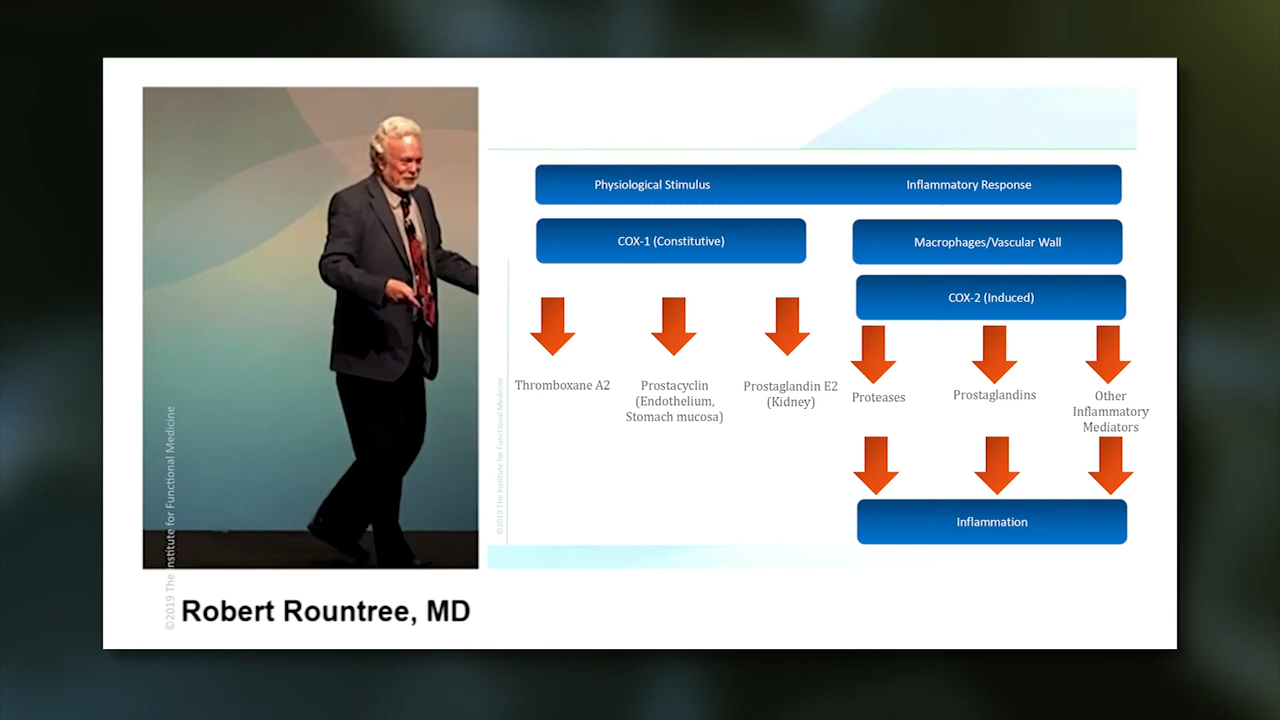 Physiological Stimulus
Inflammatory Response
COX-1 (Constitutive)
Macrophages/Vascular Wall
COX-2 (Induced)
Thromboxane A2
Prostacyclin
(Endothelium,
Stomach mucosa)
Prostaglandin E2
(Kidney)
Proteases
Prostaglandins
Other
Inflammatory
Mediators
Inflammation
©2019 The Institute for Functional Medicine
©2019 The Institute for Functional Medicine
Robert Rountree, MD